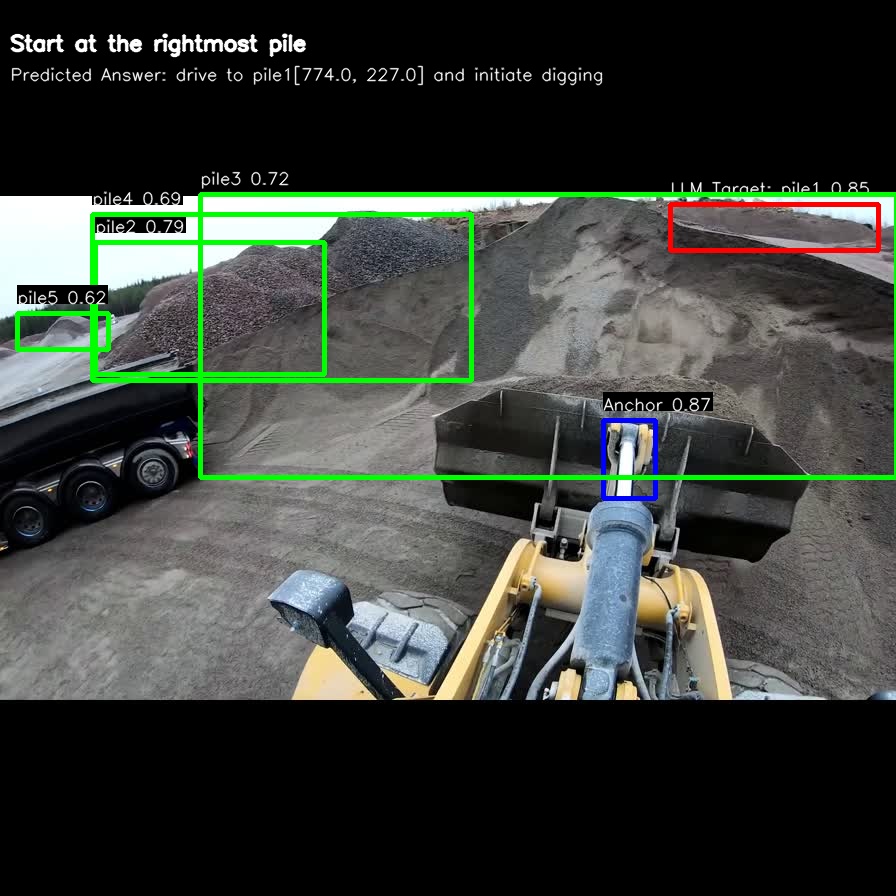 Start at the rightmost pile
Predicted Answer: drive to pile1[774.0, 227.0] and initiate digging
pile3 0.72
LLM Target: pile1 0.85
pile4 0.69
pile2 0.79
pile5 0.62
Anchor 0.87